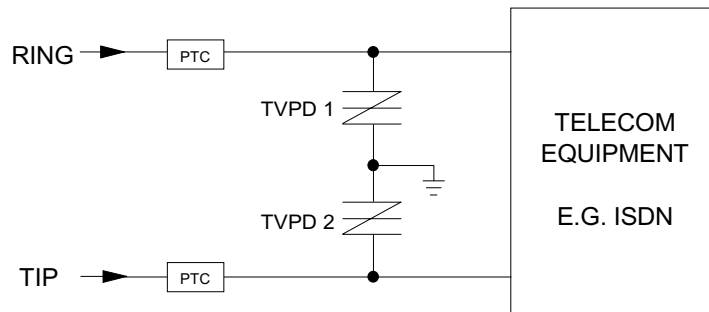 RING
PTC
TVPD 1
TELECOM
EQUIPMENT
E.G. ISDN
TVPD 2
TIP
PTC